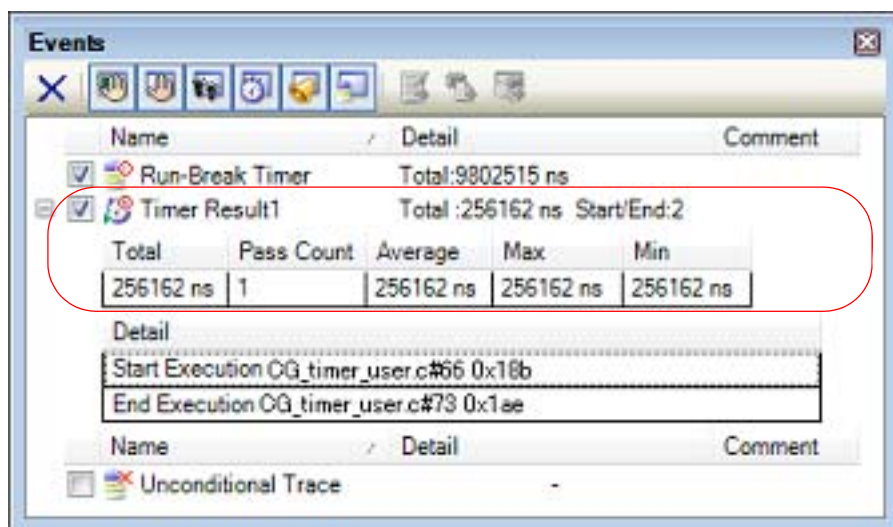 Events
Name Detail Comment
Run-Break Timer Total:9802515 ns
Timer Result1 Total :256162 ns Start/End:2
Total Pass Count Average Max Min
256162 ns 1 256162 ns 256162 ns 256162 ns
Detail
Start Execution CG_timer_user.c#66 0x18b
End Execution CG_timer_user.c#73 0x1ae
Name Detail Comment
Unconditional Trace -